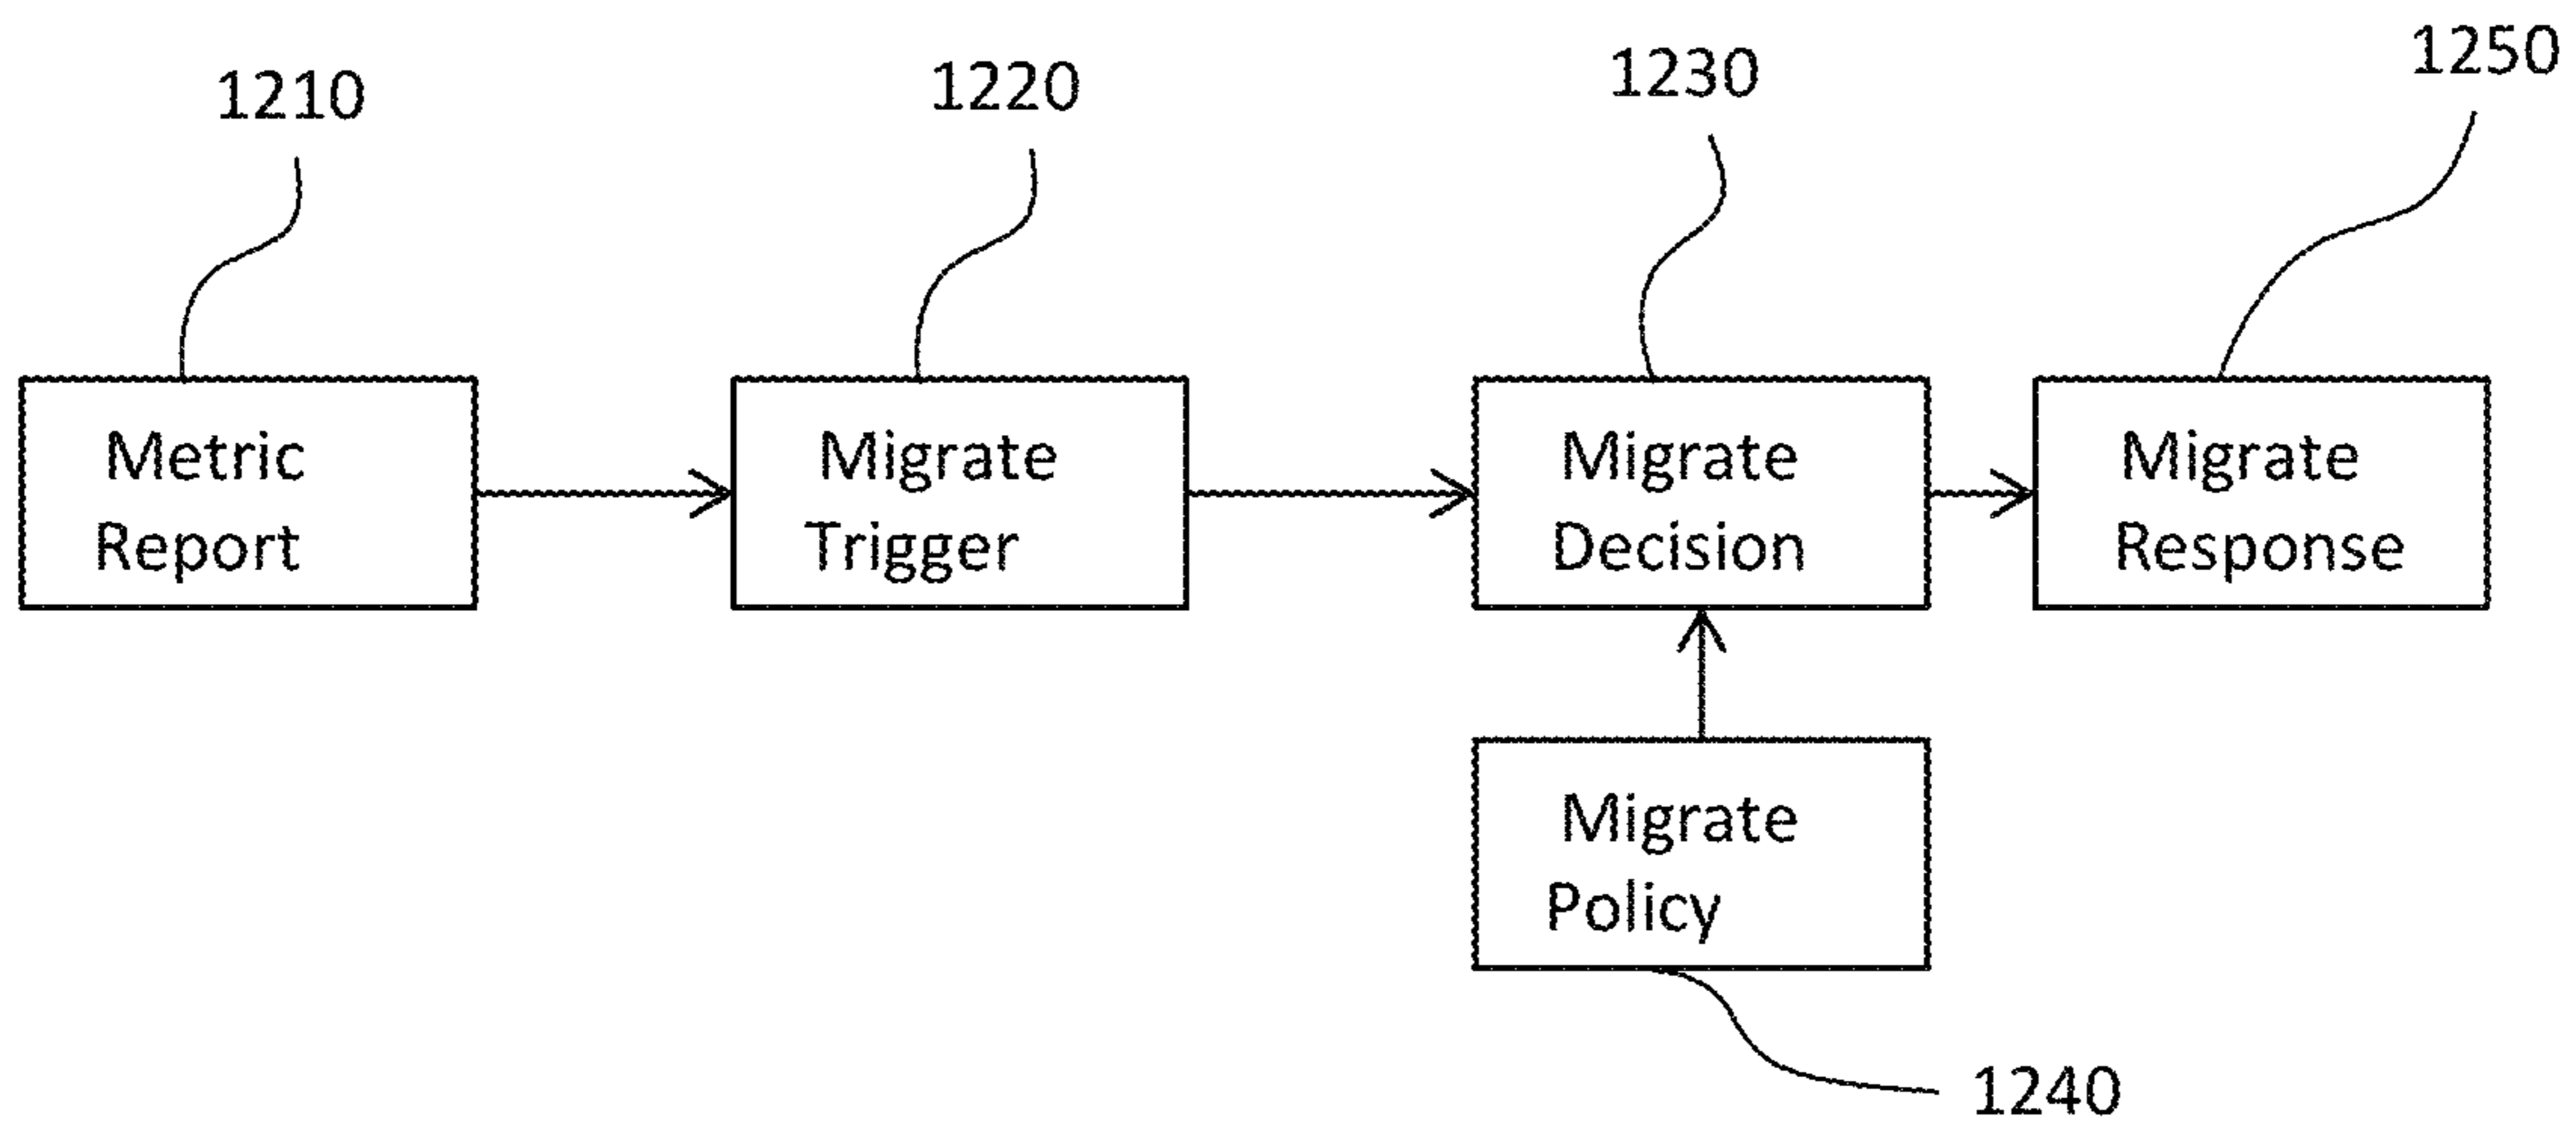 1210
1220
1230
1250
Metric
Report
Migrate
Trigger
Migrate
Decision
Migrate
Response
Migrate
Policy
1240